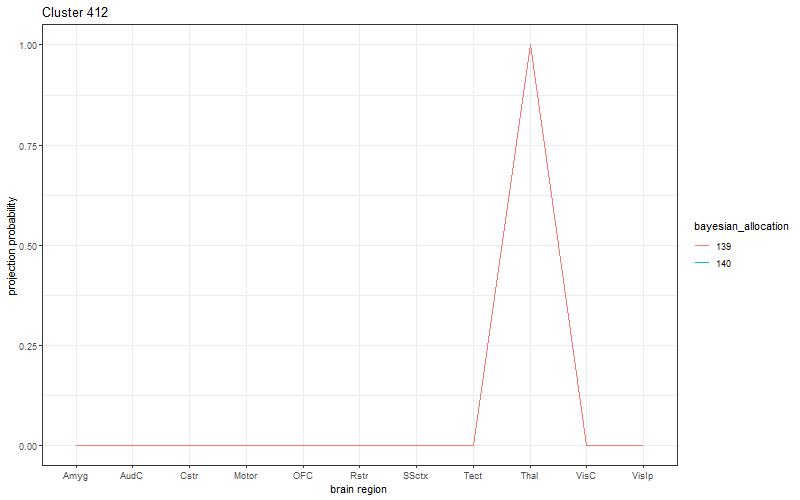 Cluster 412
1.00
0.75
0.50
0.25
0.00
projection probability
Amyg AudC Cstr Motor OFC Rstr SSctx Tect Thal VisC VisIp
brain region
bayesian_allocation
139
140